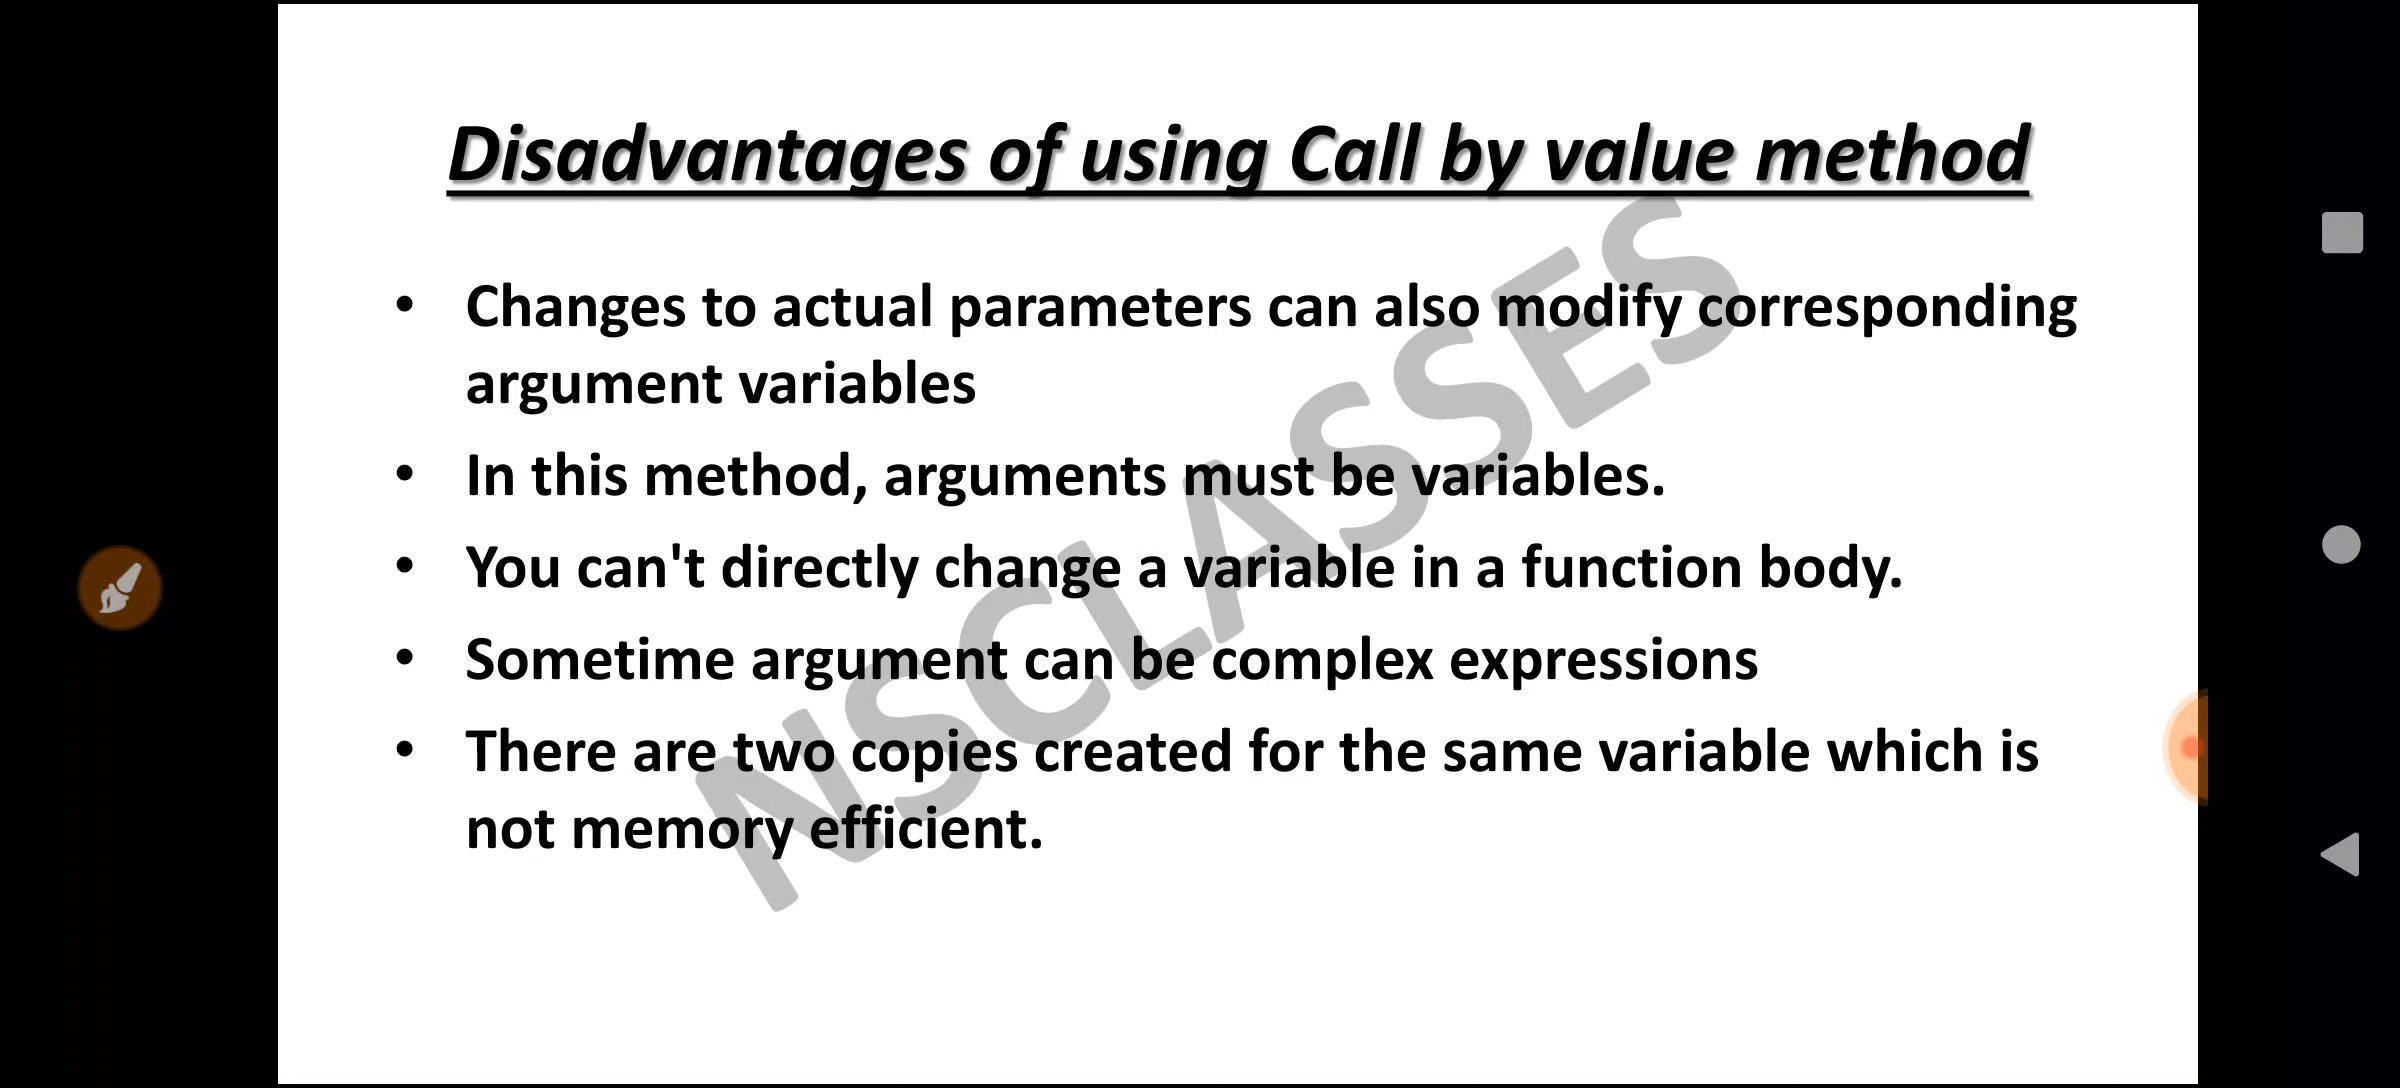 Disadvantages of using Call by value method
• Changes to actual parameters can also modify corresponding
argument variables
• In this method, arguments must be variables.
• You can't directly change a variable in a function body.
• Sometime argument can be complex expressions
• There are two copies created for the same variable which is
not memory efficient.
NSCLASSES